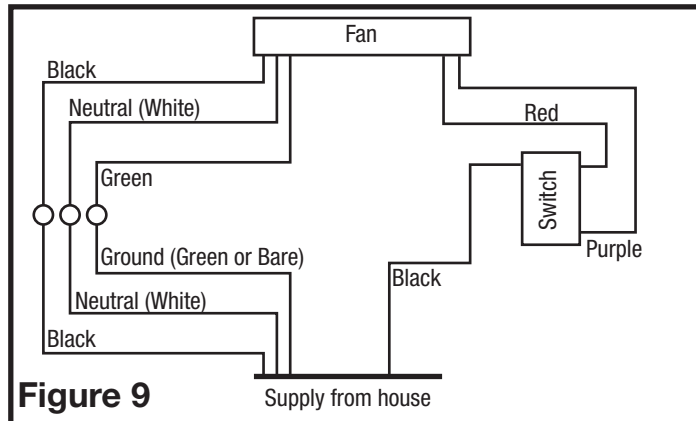 Fan
Black
Neutral (White)
Red
Green
Switch
Purple
Ground (Green or Bare)
Black
Neutral (White)
Black
Figure 9
Supply from house